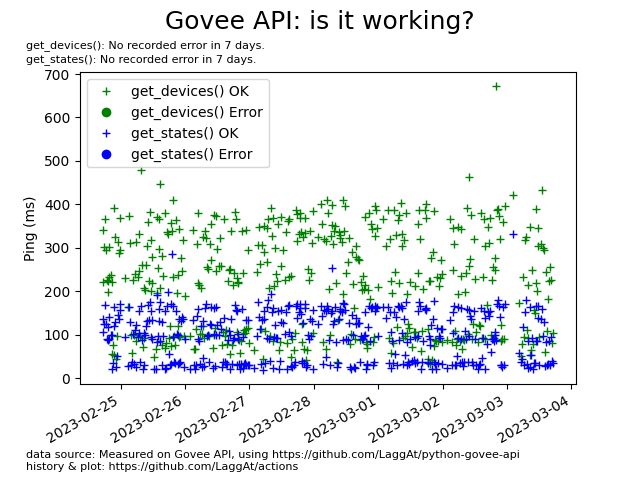 Govee API: is it working?
get_devices(): No recorded error in 7 days.
get_states(): No recorded error in 7 days.
700
600
500
400
300
200
100
0
Ping (ms)
get_devices() OK
get_devices() Error
get_states() OK
get_states() Error
2023-02-25
2023-02-26
2023-02-27
2023-02-28
2023-03-01
2023-03-02
2023-03-03
2023-03-04
data source: Measured on Govee API, using https://github.com/LaggAt/python-govee-api
history & plot: https://github.com/LaggAt/actions